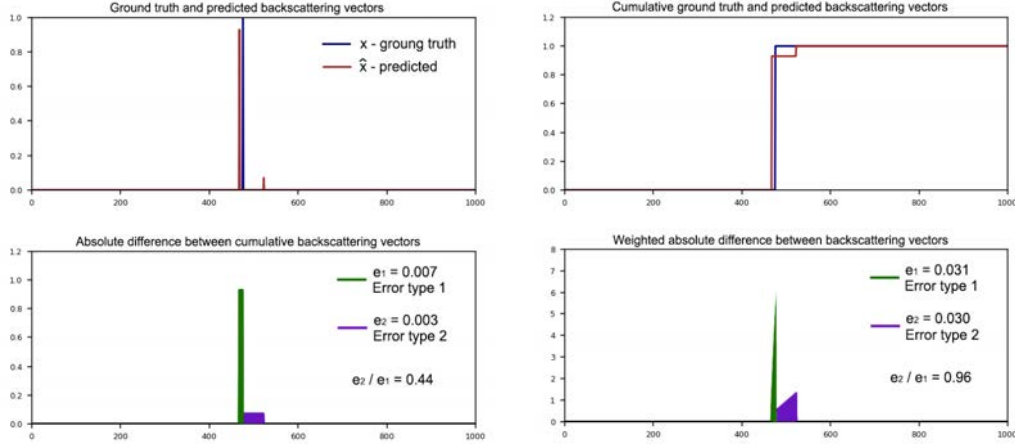 Ground truth and predicted backscattering vectors
1.0
0.8
0.6
0.4
0.2
0.0
0 200 400 600 800 1000
x - groung truth
x̂ - predicted
Cumulative ground truth and predicted backscattering vectors
1.2
1.0
0.8
0.6
0.4
0.2
0.0
0 200 400 600 800 1000
Absolute difference between cumulative backscattering vectors
1.2
1.0
0.8
0.6
0.4
0.2
0.0
0 200 400 600 800 1000
e₁ = 0.007
Error type 1
e₂ = 0.003
Error type 2
e₂ / e₁ = 0.44
Weighted absolute difference between backscattering vectors
8
7
6
5
4
3
2
1
0
0 200 400 600 800 1000
e₁ = 0.031
Error type 1
e₂ = 0.030
Error type 2
e₂ / e₁ = 0.96